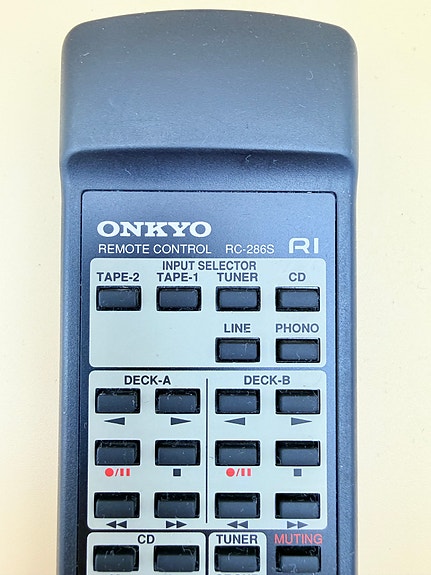 ONKYO
REMOTE CONTROL RC-286S RI
INPUT SELECTOR
TAPE-2 TAPE-1 TUNER CD
LINE PHONO
DECK-A DECK-B
CD TUNER MUTING